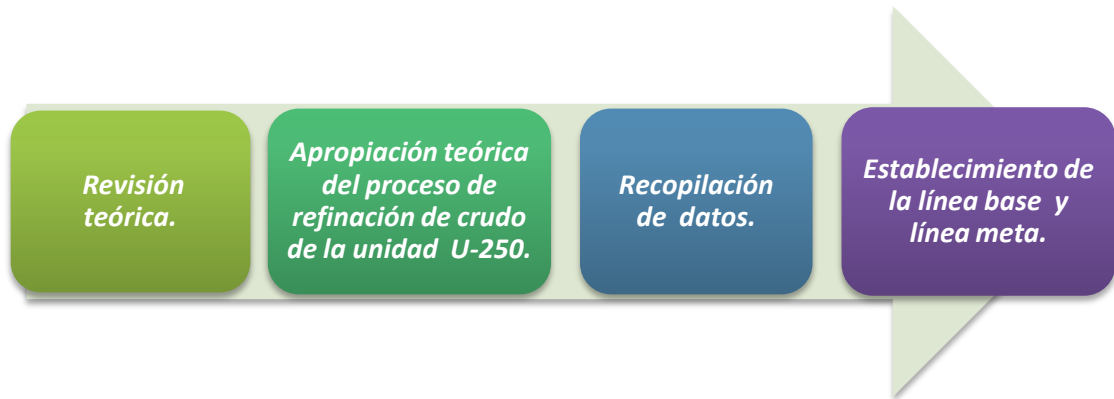 Revisión
teórica.
Apropiación teórica
del proceso de
refinación de crudo
de la unidad U-250.
Recopilación
de datos.
Establecimiento de
la línea base y
línea meta.